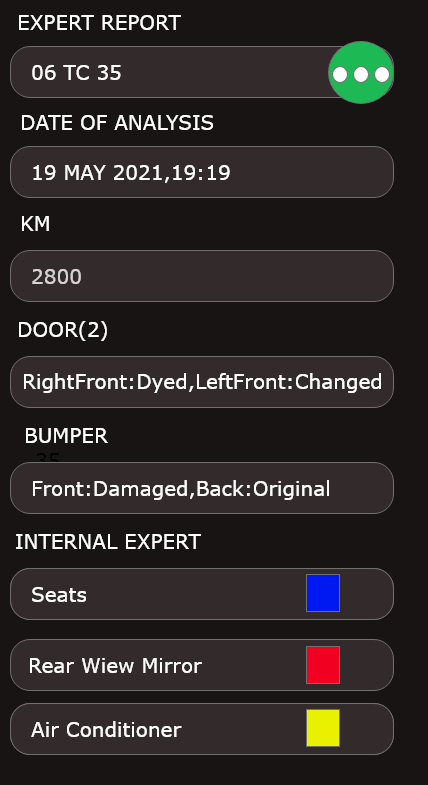 EXPERT REPORT
06 TC 35
DATE OF ANALYSIS
19 MAY 2021,19:19
KM
2800
DOOR(2)
RightFront:Dyed,LeftFront:Changed
BUMPER
35
Front:Damaged,Back:Original
INTERNAL EXPERT
Seats
Rear Wiew Mirror
Air Conditioner